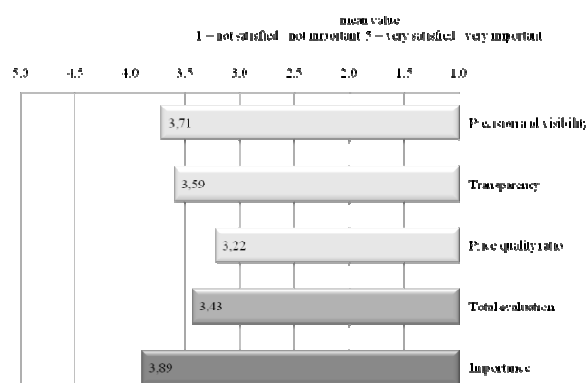 mean value
1 – not satisfied not important 5 – very satisfied very important
5.0 4.5 4.0 3.5 3.0 2.5 2.0 1.5 1.0
3,71 Precision and visibility
3,59 Transparency
3,22 Price quality ratio
3,43 Total evaluation
3,89 Importance